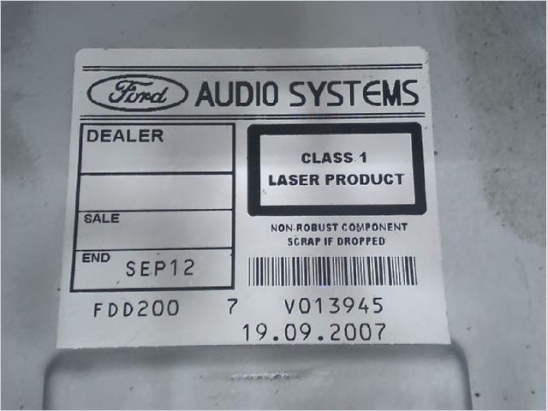 Ford AUDIO SYSTEMS
DEALER
CLASS 1
LASER PRODUCT
SALE
NON-ROBUST COMPONENT
SCRAP IF DROPPED
END SEP12
FDD200 7 V013945
19.09.2007